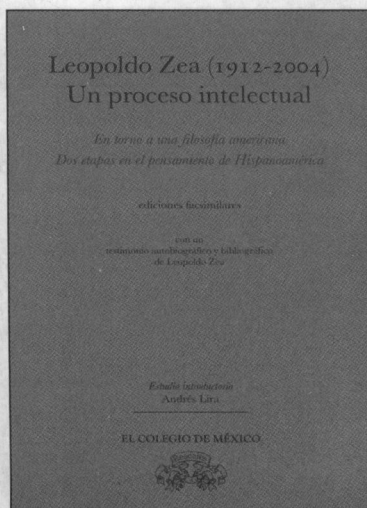 Leopoldo Zea (1912-2004)
Un proceso intelectual
En torno a una filosofía americana
Dos etapas en el pensamiento de Hispanoamérica
ediciones facsimilares
con un
testimonio autobiográfico y bibliográfico
de Leopoldo Zea
Estudio introductorio
Andrés Lira
EL COLEGIO DE MÉXICO